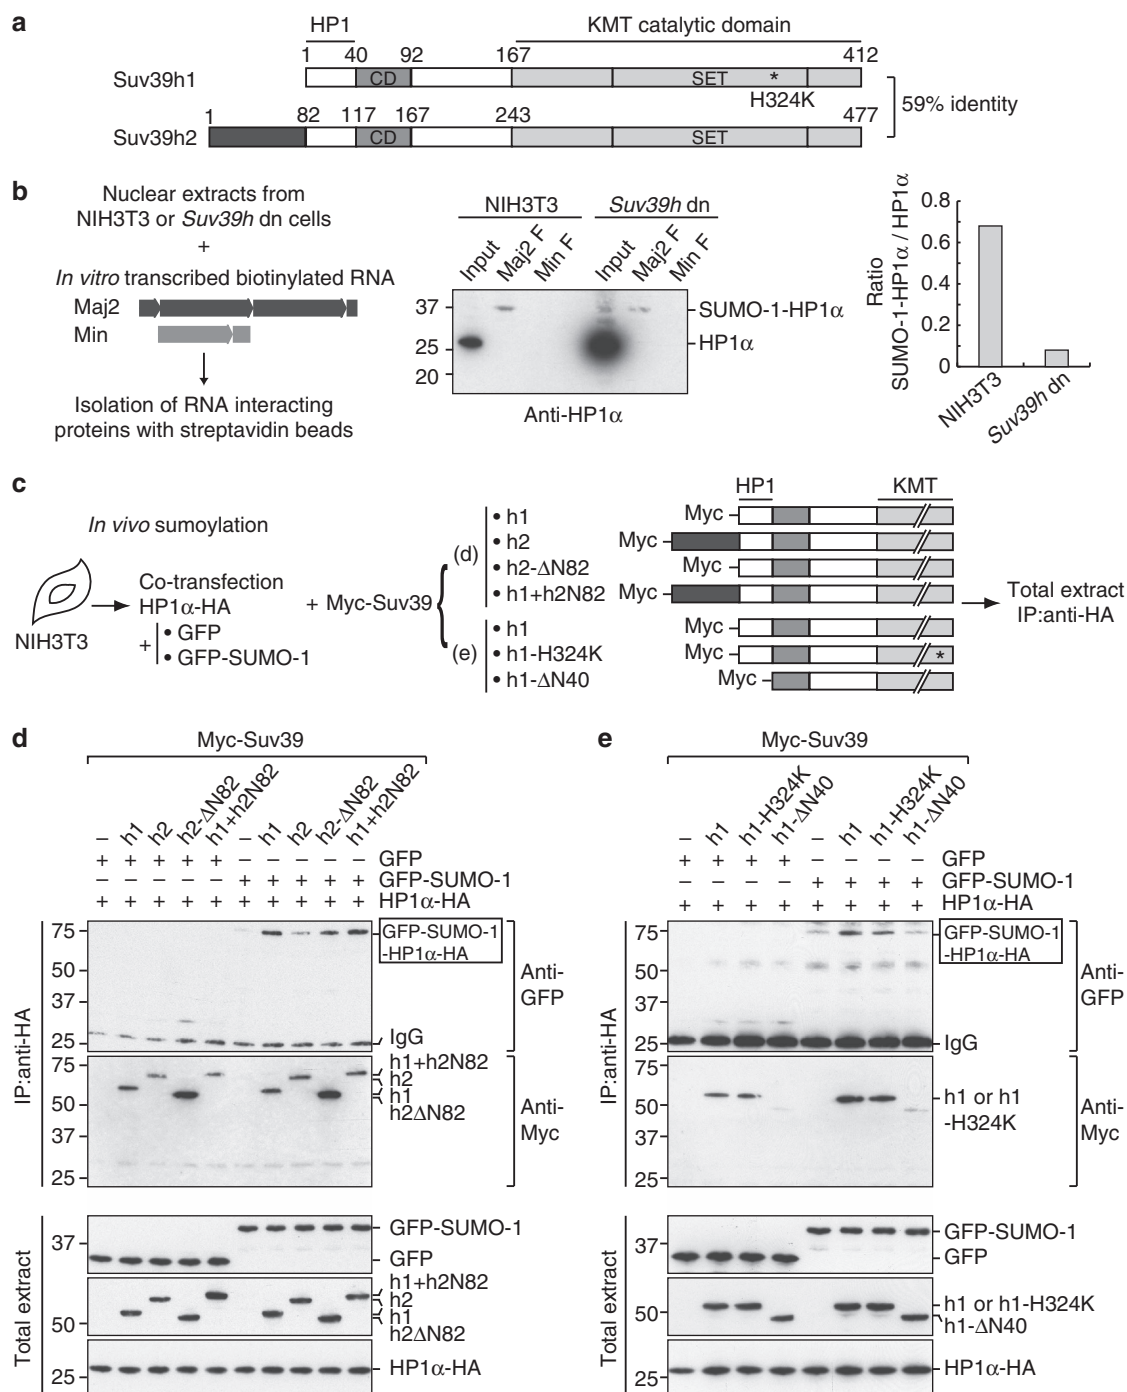 a
HP1
KMT catalytic domain
1 40 92 167 412
Suv39h1
CD
SET
*
H324K
59% identity
1 82 117 167 243 477
Suv39h2
CD
SET
b
Nuclear extracts from
NIH3T3 or Suv39h dn cells
+
In vitro transcribed biotinylated RNA
Maj2
Min
Isolation of RNA interacting
proteins with streptavidin beads
NIH3T3
Suv39h dn
Input
Maj2 F
Min F
Input
Maj2 F
Min F
37
25
20
SUMO-1-HP1α
HP1α
Anti-HP1α
Ratio
SUMO-1-HP1α / HP1α
0.8
0.6
0.4
0.2
0
NIH3T3
Suv39h dn
c
In vivo sumoylation
NIH3T3
Co-transfection
HP1α-HA
+
• GFP
• GFP-SUMO-1
+ Myc-Suv39
{
(d)
• h1
• h2
• h2-ΔN82
• h1+h2N82
(e)
• h1
• h1-H324K
• h1-ΔN40
HP1
KMT
Myc
Myc
Myc
Myc
Myc
Myc
*
Myc
Total extract
IP:anti-HA
d
Myc-Suv39
– h1 h2 h2-ΔN82 h1+h2N82 – h1 h2 h2-ΔN82 h1+h2N82
+ + + + + – – – – – GFP
– – – – – + + + + + GFP-SUMO-1
+ + + + + + + + + + HP1α-HA
IP:anti-HA
75
50
37
25
GFP-SUMO-1
-HP1α-HA
IgG
Anti-
GFP
75
50
37
25
h1+h2N82
h2
h1
h2ΔN82
Anti-
Myc
Total extract
37
GFP-SUMO-1
GFP
50
h1+h2N82
h2
h1
h2ΔN82
25
HP1α-HA
e
Myc-Suv39
– h1 h1-H324K h1-ΔN40 – h1 h1-H324K h1-ΔN40
+ + + + – – – – GFP
– – – – + + + + GFP-SUMO-1
+ + + + + + + + HP1α-HA
IP:anti-HA
75
50
37
25
GFP-SUMO-1
-HP1α-HA
IgG
Anti-
GFP
75
50
37
25
h1 or h1
-H324K
Anti-
Myc
Total extract
37
GFP-SUMO-1
GFP
50
h1 or h1-H324K
h1-ΔN40
25
HP1α-HA